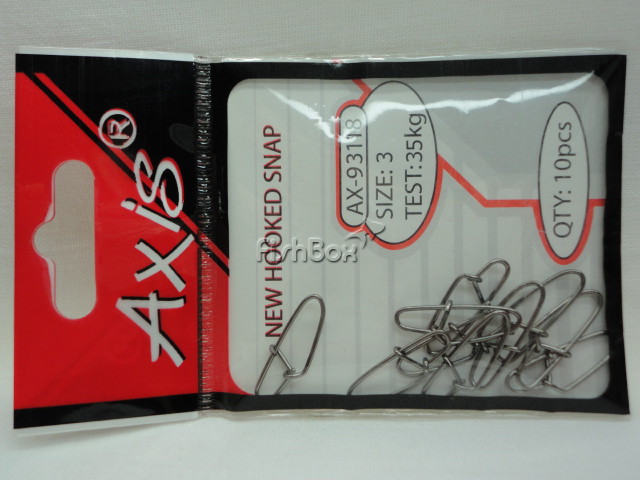 Axis®
NEW HOOKED SNAP
AX-93118
SIZE: 3
TEST: 35kg
QTY: 10pcs
FishBox